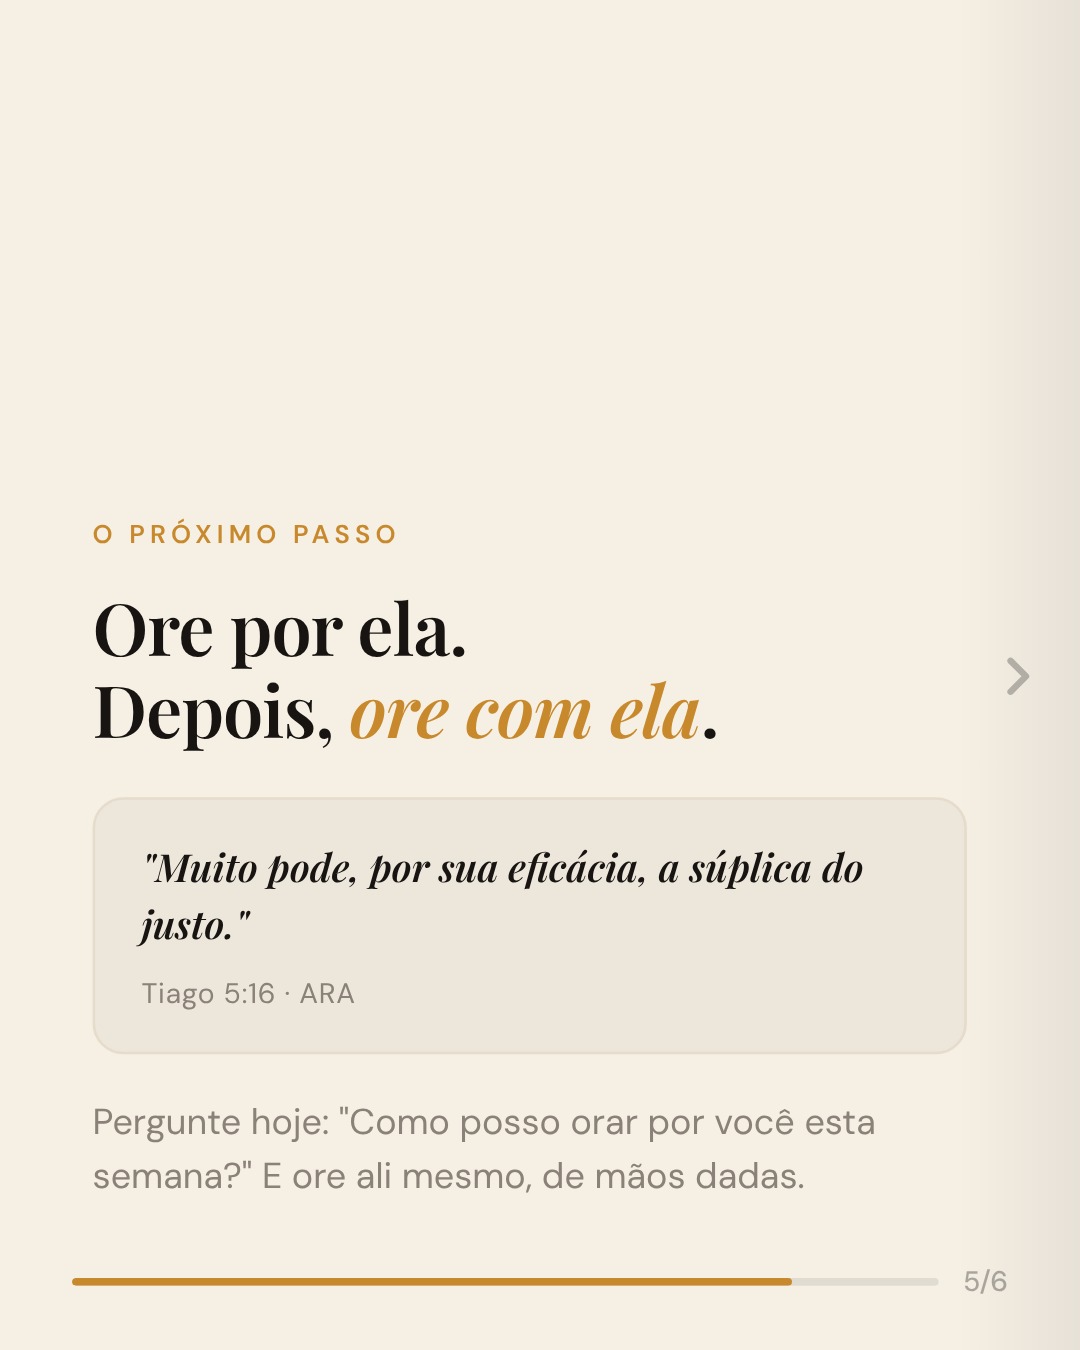 O PRÓXIMO PASSO
Ore por ela.
Depois, ore com ela.
"Muito pode, por sua eficácia, a súplica do
justo."
Tiago 5:16 · ARA
Pergunte hoje: "Como posso orar por você esta
semana?" E ore ali mesmo, de mãos dadas.
5/6